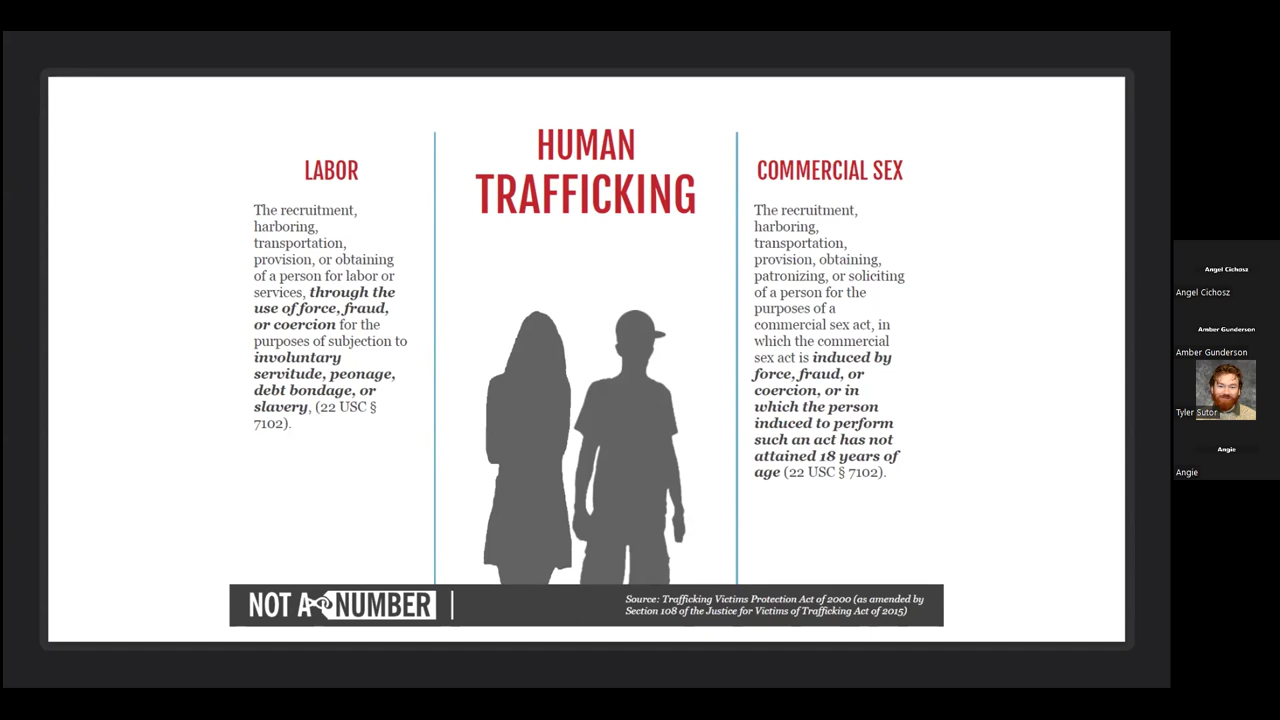 HUMAN
TRAFFICKING
LABOR
The recruitment,
harboring,
transportation,
provision, or obtaining
of a person for labor or
services, through the
use of force, fraud,
or coercion for the
purposes of subjection to
involuntary
servitude, peonage,
debt bondage, or
slavery, (22 USC §
7102).
COMMERCIAL SEX
The recruitment,
harboring,
transportation,
provision, obtaining,
patronizing, or soliciting
of a person for the
purposes of a
commercial sex act, in
which the commercial
sex act is induced by
force, fraud, or
coercion, or in
which the person
induced to perform
such an act has not
attained 18 years of
age (22 USC § 7102).
NOT A NUMBER
Source: Trafficking Victims Protection Act of 2000 (as amended by
Section 108 of the Justice for Victims of Trafficking Act of 2015)
Angel Cichosz
Angel Cichosz
Amber Gunderson
Amber Gunderson
Tyler Sutor
Angie
Angie